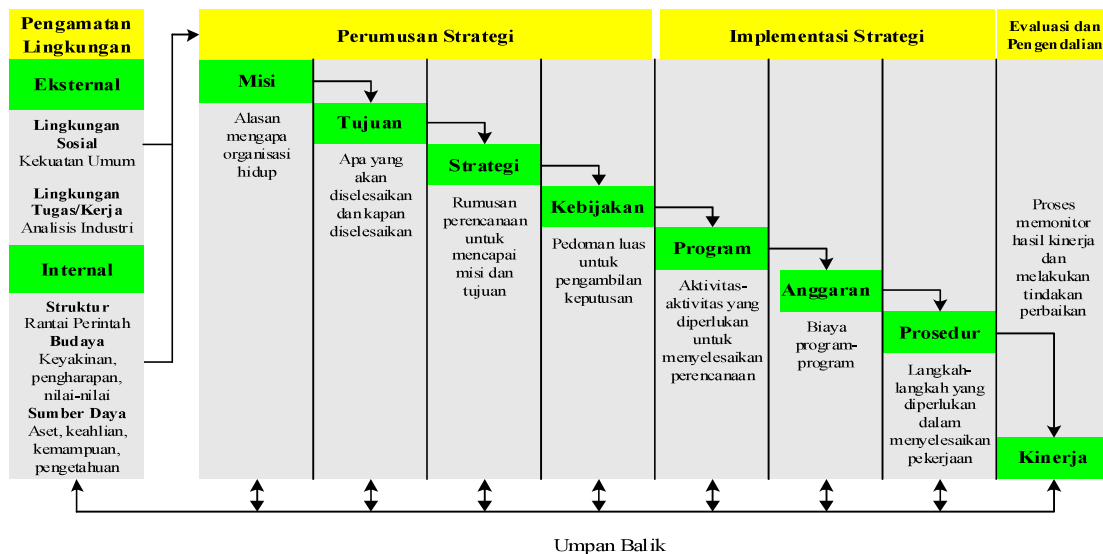 Pengamatan
Lingkungan
Eksternal
Lingkungan
Sosial
Kekuatan Umum
Lingkungan
Tugas/Kerja
Analisis Industri
Internal
Struktur
Rantai Perintah
Budaya
Keyakinan,
pengharapan,
nilai-nilai
Sumber Daya
Aset, keahlian,
kemampuan,
pengetahuan
Perumusan Strategi
Misi
Alasan
mengapa
organisasi
hidup
Tujuan
Apa yang
akan
diselesaikan
dan kapan
diselesaikan
Strategi
Rumusan
perencanaan
untuk
mencapai
misi dan
tujuan
Kebijakan
Pedoman luas
untuk
pengambilan
keputusan
Implementasi Strategi
Program
Aktivitas-
aktivitas yang
diperlukan
untuk
menyelesaikan
perencanaan
Anggaran
Biaya
program-
program
Prosedur
Langkah-
langkah yang
diperlukan
dalam
menyelesaikan
pekerjaan
Evaluasi dan
Pengendalian
Proses
memonitor
hasil kinerja
dan
melakukan
tindakan
perbaikan
Kinerja
Umpan Balik